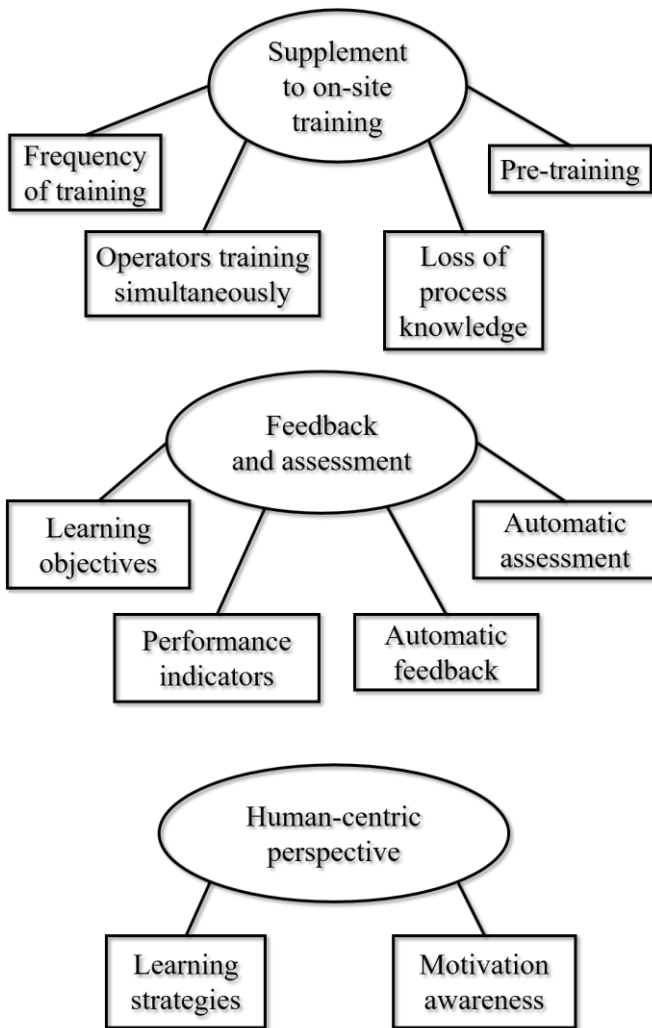 Supplement
to on-site
training
Frequency
of training
Pre-training
Operators training
simultaneously
Loss of
process
knowledge
Feedback
and assessment
Learning
objectives
Automatic
assessment
Performance
indicators
Automatic
feedback
Human-centric
perspective
Learning
strategies
Motivation
awareness